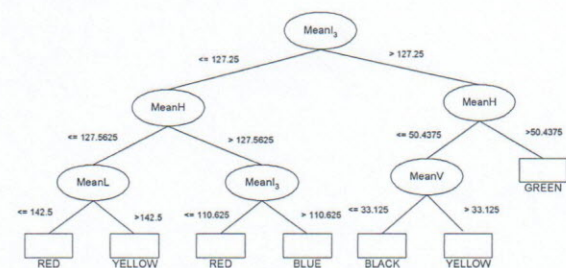 MeanI₃
<= 127.25
> 127.25
MeanH
MeanH
<= 127.5625
> 127.5625
<= 50.4375
>50.4375
MeanL
MeanI₃
MeanV
GREEN
<= 142.5
>142.5
<= 110.625
> 110.625
<= 33.125
> 33.125
RED
YELLOW
RED
BLUE
BLACK
YELLOW